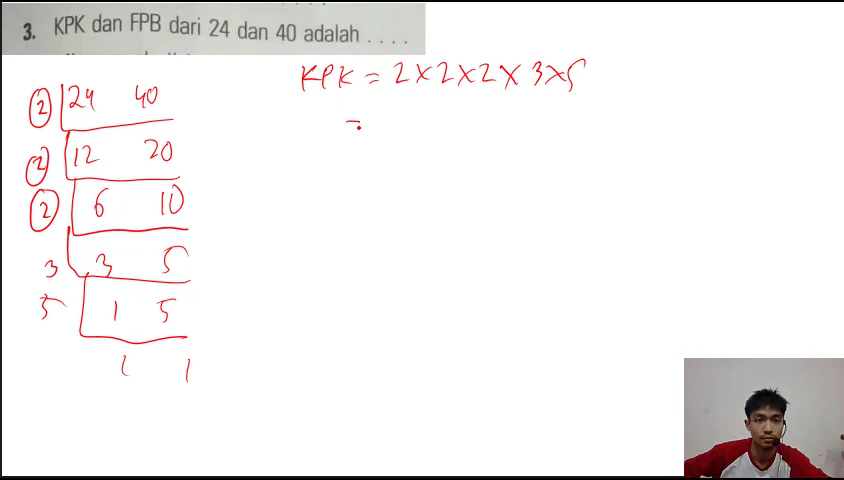 3. KPK dan FPB dari 24 dan 40 adalah . . . .
KPK = 2 x 2 x 2 x 3 x 5
=
2 24 40
2 12 20
2 6 10
3 3 5
5 1 5
1 1